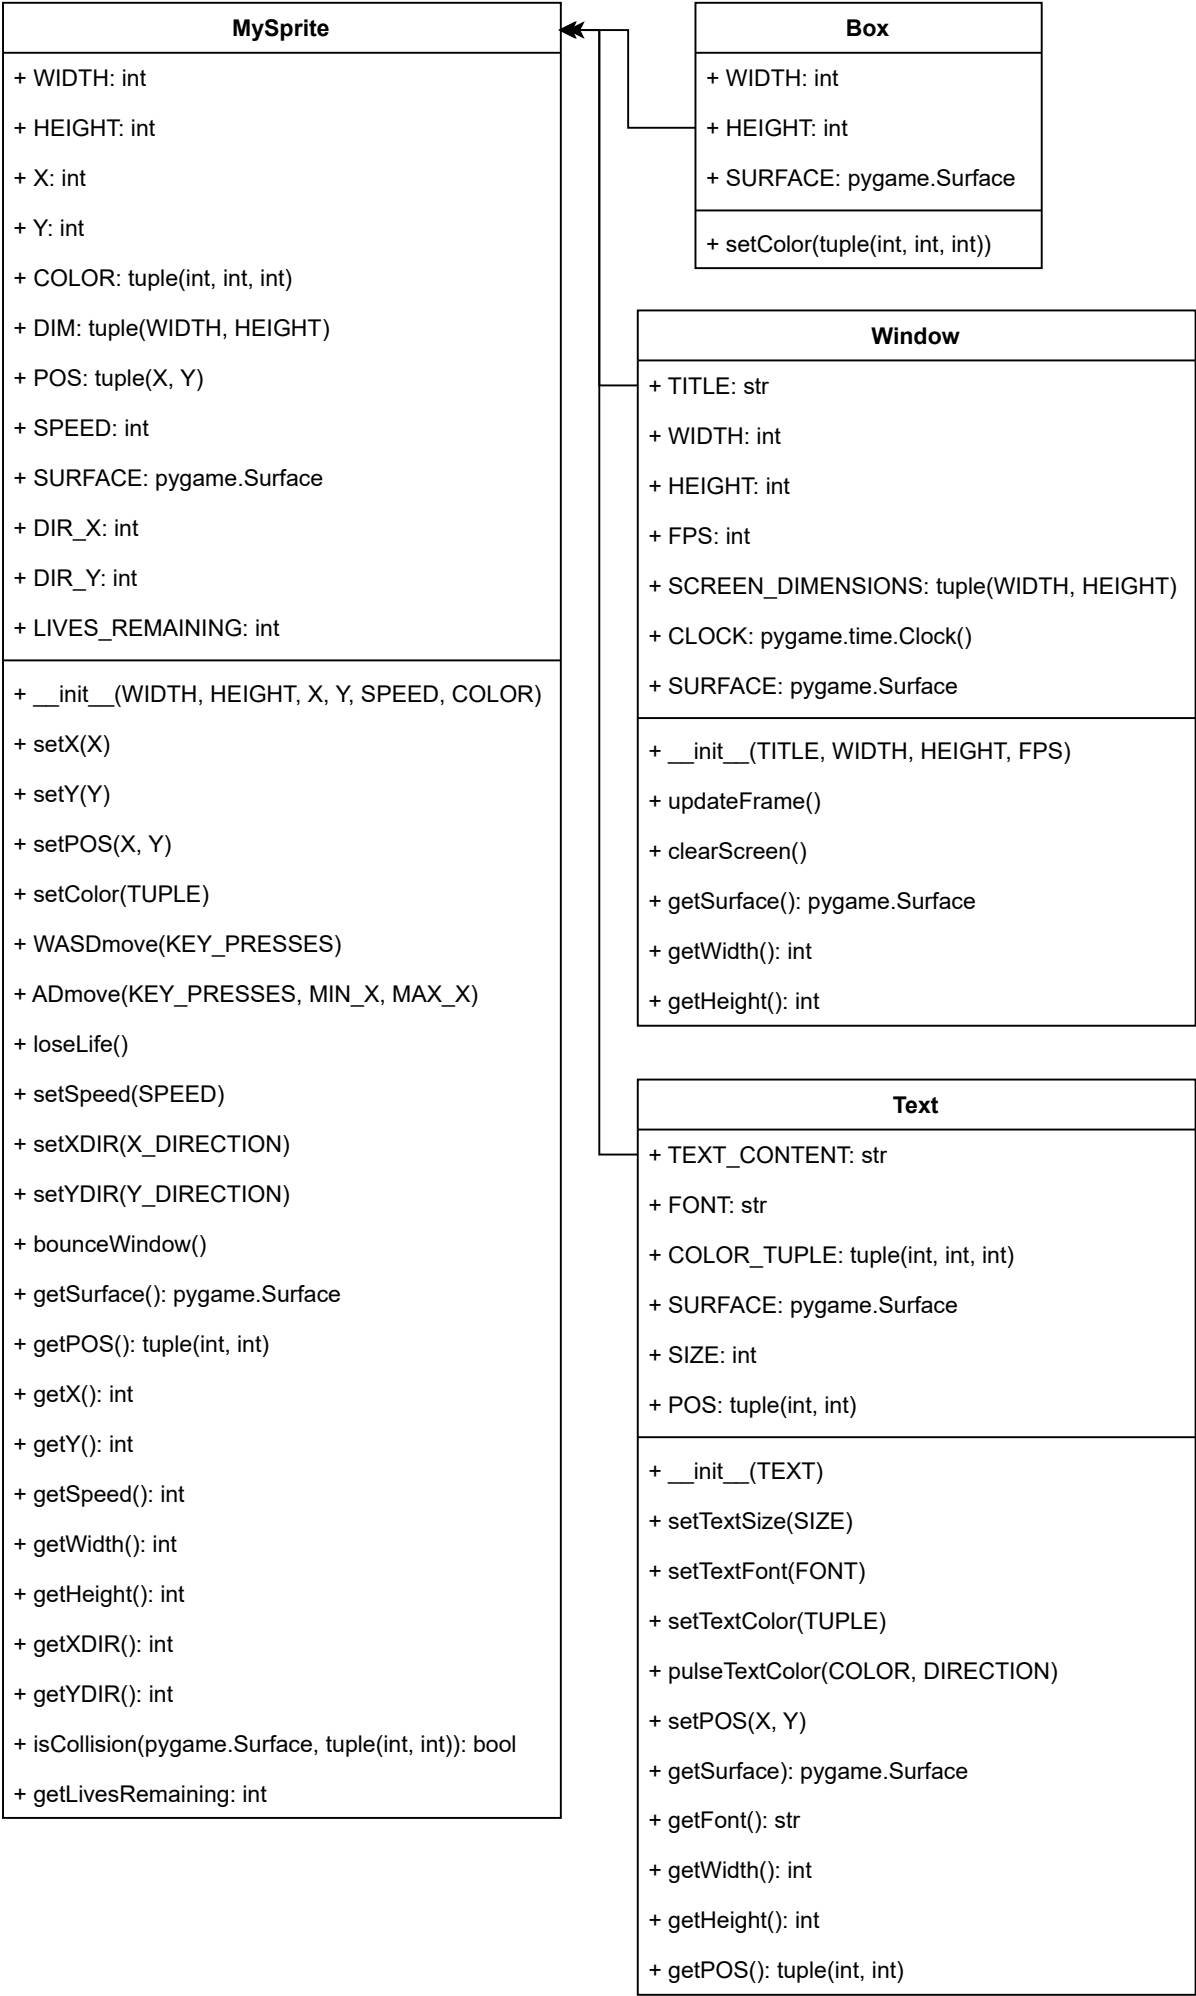 MySprite
+ WIDTH: int
+ HEIGHT: int
+ X: int
+ Y: int
+ COLOR: tuple(int, int, int)
+ DIM: tuple(WIDTH, HEIGHT)
+ POS: tuple(X, Y)
+ SPEED: int
+ SURFACE: pygame.Surface
+ DIR_X: int
+ DIR_Y: int
+ LIVES_REMAINING: int
+ __init__(WIDTH, HEIGHT, X, Y, SPEED, COLOR)
+ setX(X)
+ setY(Y)
+ setPOS(X, Y)
+ setColor(TUPLE)
+ WASDmove(KEY_PRESSES)
+ ADmove(KEY_PRESSES, MIN_X, MAX_X)
+ loseLife()
+ setSpeed(SPEED)
+ setXDIR(X_DIRECTION)
+ setYDIR(Y_DIRECTION)
+ bounceWindow()
+ getSurface(): pygame.Surface
+ getPOS(): tuple(int, int)
+ getX(): int
+ getY(): int
+ getSpeed(): int
+ getWidth(): int
+ getHeight(): int
+ getXDIR(): int
+ getYDIR(): int
+ isCollision(pygame.Surface, tuple(int, int)): bool
+ getLivesRemaining: int
Box
+ WIDTH: int
+ HEIGHT: int
+ SURFACE: pygame.Surface
+ setColor(tuple(int, int, int))
Window
+ TITLE: str
+ WIDTH: int
+ HEIGHT: int
+ FPS: int
+ SCREEN_DIMENSIONS: tuple(WIDTH, HEIGHT)
+ CLOCK: pygame.time.Clock()
+ SURFACE: pygame.Surface
+ __init__(TITLE, WIDTH, HEIGHT, FPS)
+ updateFrame()
+ clearScreen()
+ getSurface(): pygame.Surface
+ getWidth(): int
+ getHeight(): int
Text
+ TEXT_CONTENT: str
+ FONT: str
+ COLOR_TUPLE: tuple(int, int, int)
+ SURFACE: pygame.Surface
+ SIZE: int
+ POS: tuple(int, int)
+ __init__(TEXT)
+ setTextSize(SIZE)
+ setTextFont(FONT)
+ setTextColor(TUPLE)
+ pulseTextColor(COLOR, DIRECTION)
+ setPOS(X, Y)
+ getSurface): pygame.Surface
+ getFont(): str
+ getWidth(): int
+ getHeight(): int
+ getPOS(): tuple(int, int)